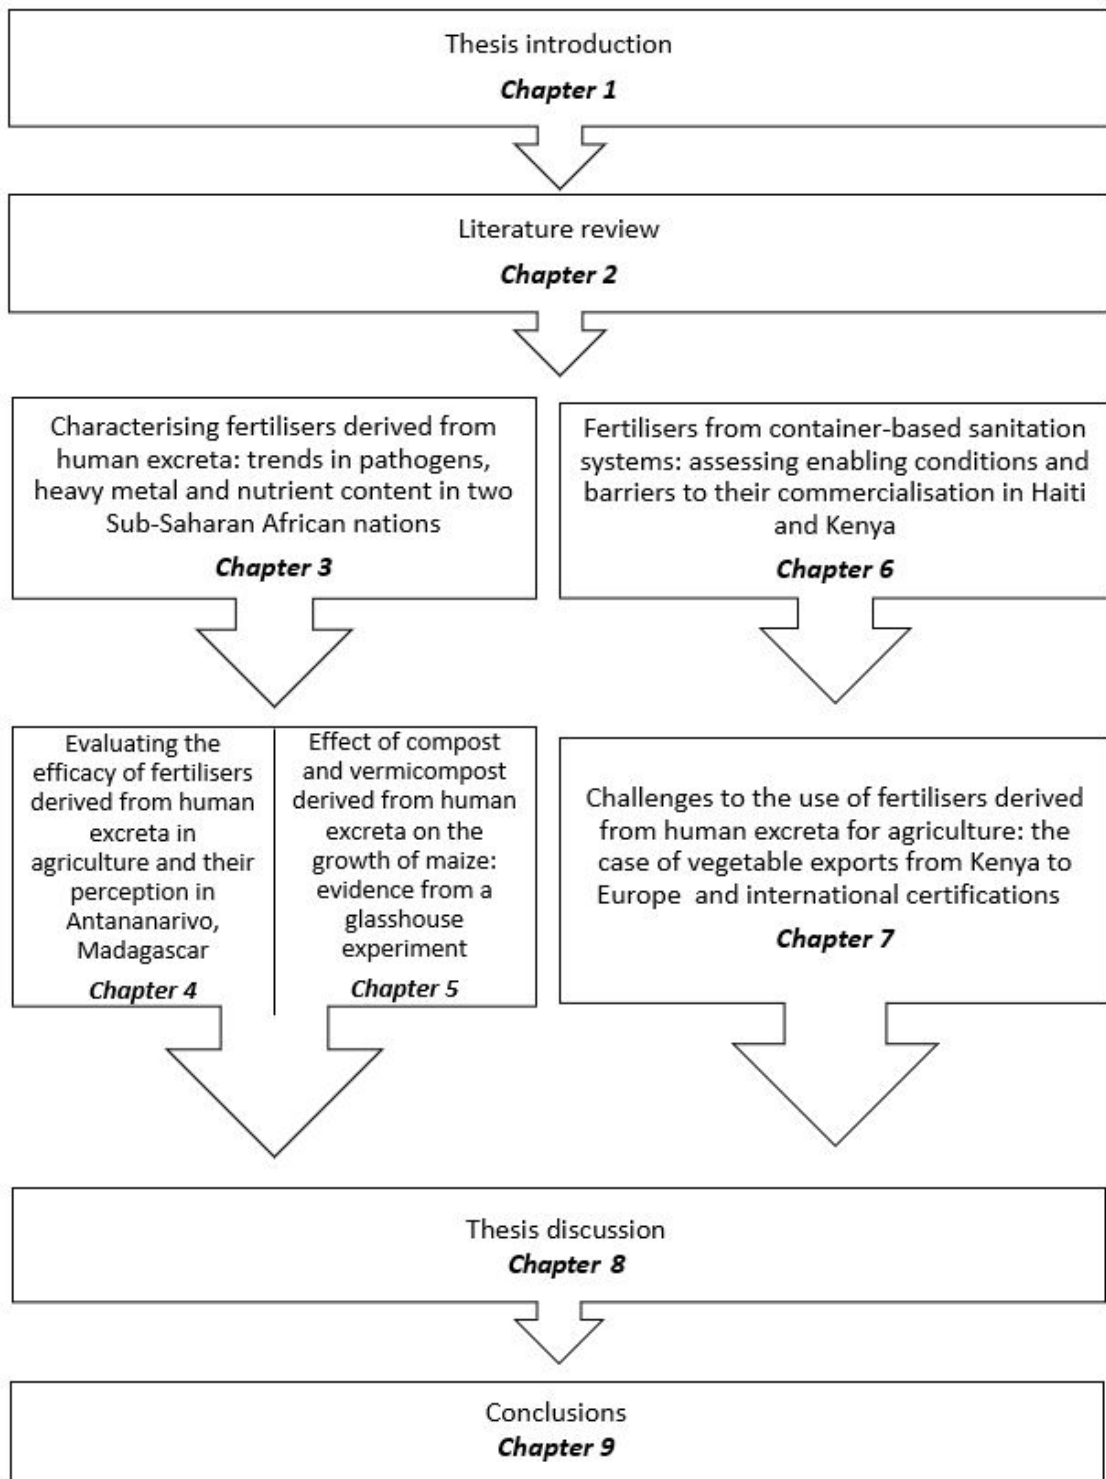 Thesis introduction
Chapter 1
Literature review
Chapter 2
Characterising fertilisers derived from
human excreta: trends in pathogens,
heavy metal and nutrient content in two
Sub-Saharan African nations
Chapter 3
Fertilisers from container-based sanitation
systems: assessing enabling conditions and
barriers to their commercialisation in Haiti
and Kenya
Chapter 6
Evaluating the
efficacy of fertilisers
derived from human
excreta in
agriculture and their
perception in
Antananarivo,
Madagascar
Chapter 4
Effect of compost
and vermicompost
derived from human
excreta on the
growth of maize:
evidence from a
glasshouse
experiment
Chapter 5
Challenges to the use of fertilisers derived
from human excreta for agriculture: the
case of vegetable exports from Kenya to
Europe and international certifications
Chapter 7
Thesis discussion
Chapter 8
Conclusions
Chapter 9